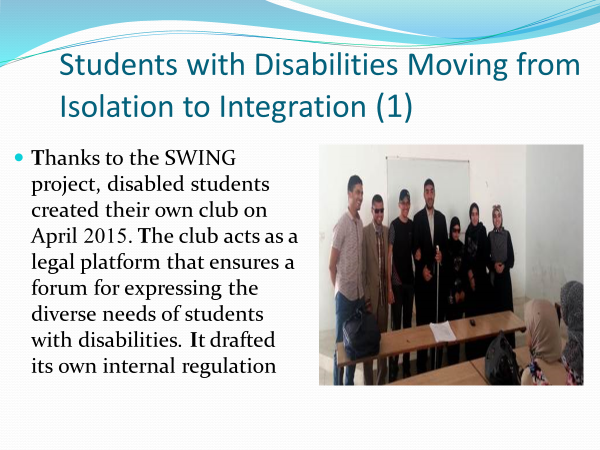 Students with Disabilities Moving from
Isolation to Integration (1)
Thanks to the SWING
project, disabled students
created their own club on
April 2015. The club acts as a
legal platform that ensures a
forum for expressing the
diverse needs of students
with disabilities. It drafted
its own internal regulation